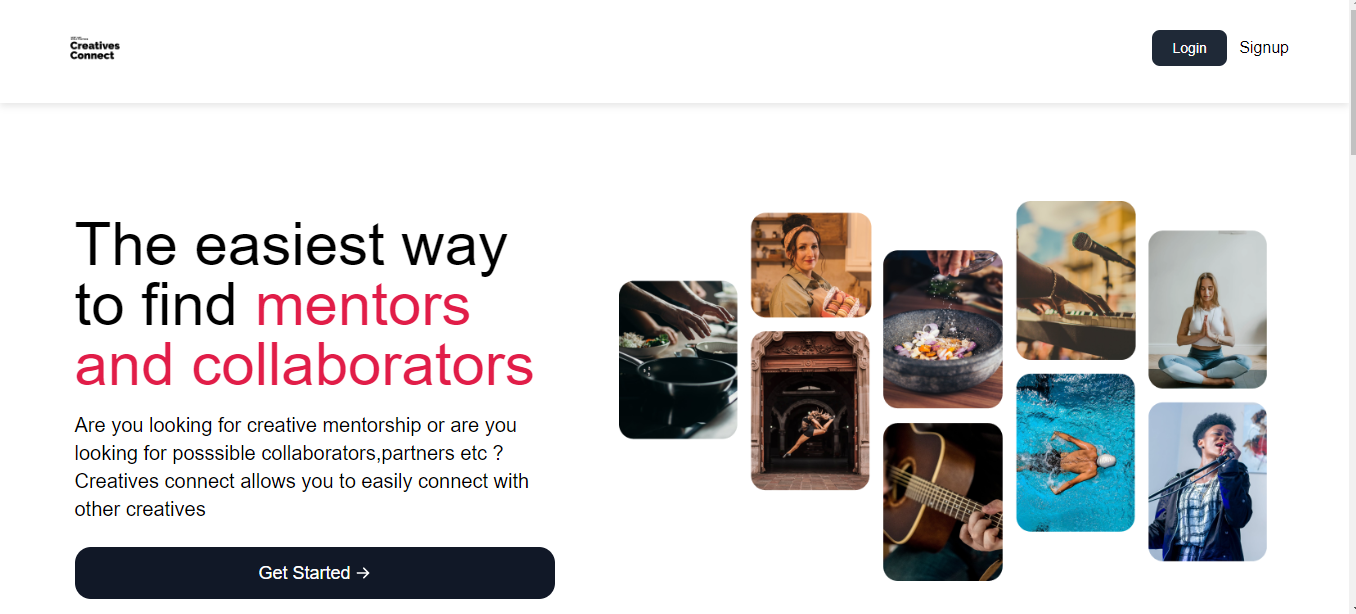 Creatives
Connect
Login
Signup
The easiest way
to find mentors
and collaborators
Are you looking for creative mentorship or are you
looking for posssible collaborators,partners etc ?
Creatives connect allows you to easily connect with
other creatives
Get Started →